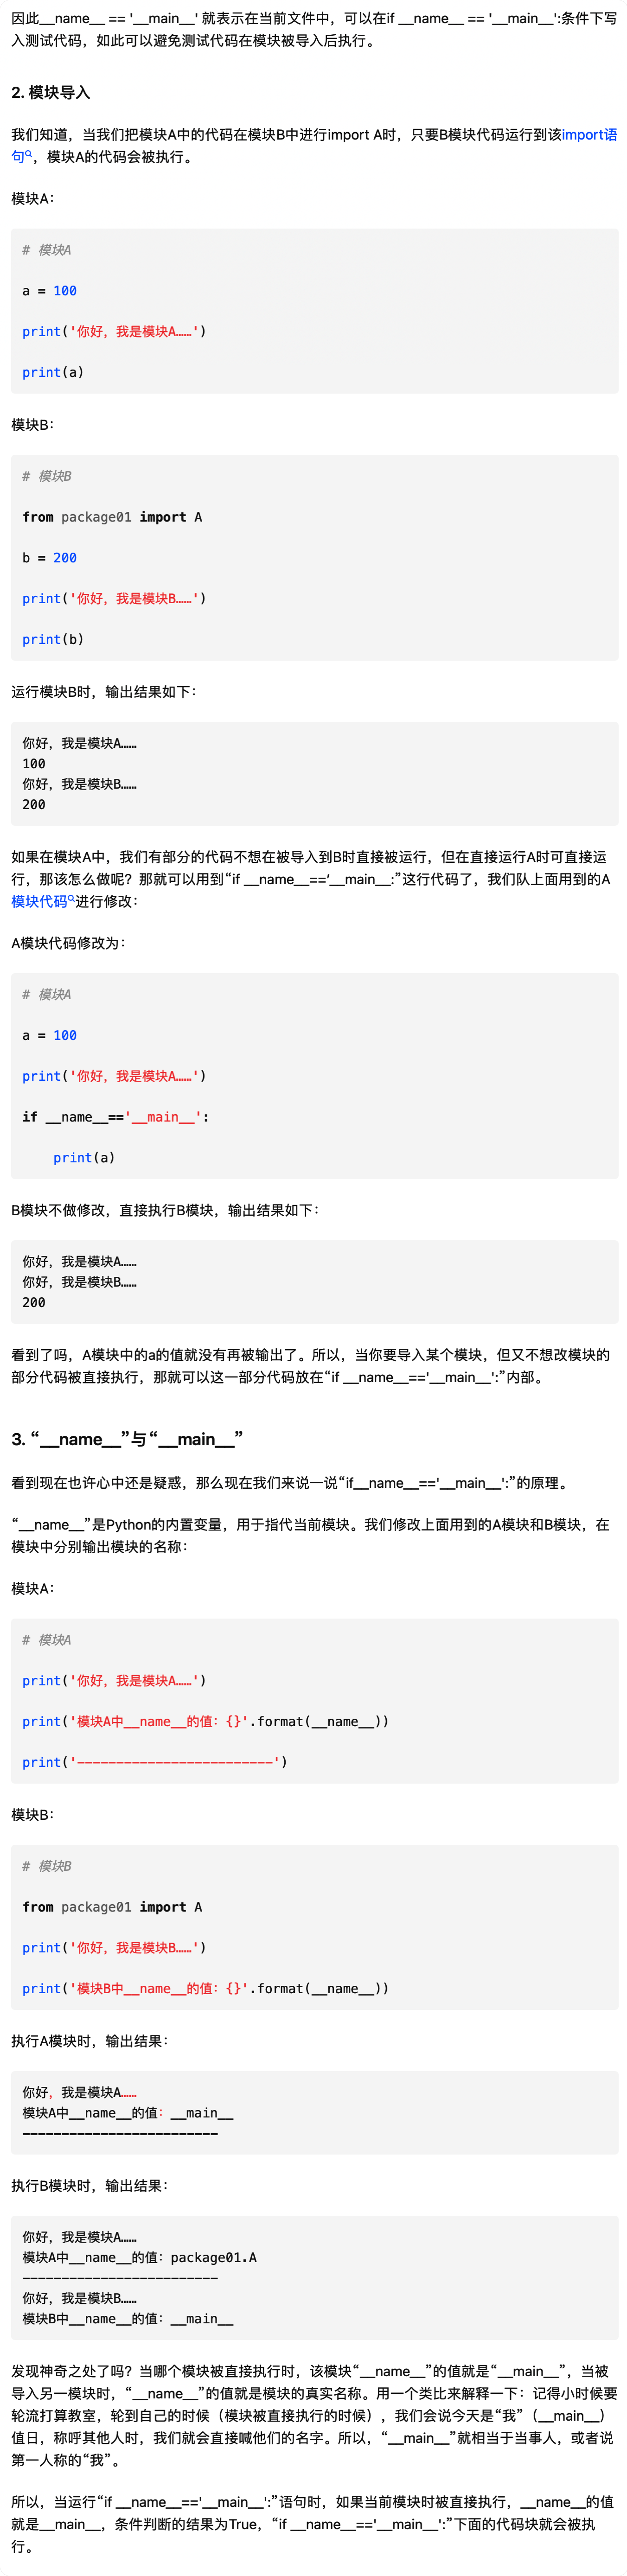 因此__name__ == '__main__' 就表示在当前文件中，可以在if __name__ == '__main__':条件下写
入测试代码，如此可以避免测试代码在模块被导入后执行。
2. 模块导入
我们知道，当我们把模块A中的代码在模块B中进行import A时，只要B模块代码运行到该import语
句，模块A的代码会被执行。
模块A：
# 模块A
a = 100
print('你好，我是模块A……')
print(a)
模块B：
# 模块B
from package01 import A
b = 200
print('你好，我是模块B……')
print(b)
运行模块B时，输出结果如下：
你好，我是模块A……
100
你好，我是模块B……
200
如果在模块A中，我们有部分的代码不想在被导入到B时直接被运行，但在直接运行A时可直接运
行，那该怎么做呢？那就可以用到“if __name__==‘__main__:”这行代码了，我们队上面用到的A
模块代码进行修改：
A模块代码修改为：
# 模块A
a = 100
print('你好，我是模块A……')
if __name__=='__main__':
    print(a)
B模块不做修改，直接执行B模块，输出结果如下：
你好，我是模块A……
你好，我是模块B……
200
看到了吗，A模块中的a的值就没有再被输出了。所以，当你要导入某个模块，但又不想改模块的
部分代码被直接执行，那就可以这一部分代码放在“if __name__=='__main__':”内部。
3. “__name__”与“__main__”
看到现在也许心中还是疑惑，那么现在我们来说一说“if__name__=='__main__':”的原理。
“__name__”是Python的内置变量，用于指代当前模块。我们修改上面用到的A模块和B模块，在
模块中分别输出模块的名称：
模块A：
# 模块A
print('你好，我是模块A……')
print('模块A中__name__的值：{}'.format(__name__))
print('-------------------------')
模块B：
# 模块B
from package01 import A
print('你好，我是模块B……')
print('模块B中__name__的值：{}'.format(__name__))
执行A模块时，输出结果：
你好，我是模块A……
模块A中__name__的值：__main__
-------------------------
执行B模块时，输出结果：
你好，我是模块A……
模块A中__name__的值：package01.A
-------------------------
你好，我是模块B……
模块B中__name__的值：__main__
发现神奇之处了吗？当哪个模块被直接执行时，该模块“__name__”的值就是“__main__”，当被
导入另一模块时，“__name__”的值就是模块的真实名称。用一个类比来解释一下：记得小时候要
轮流打算教室，轮到自己的时候（模块被直接执行的时候），我们会说今天是“我”（__main__）
值日，称呼其他人时，我们就会直接喊他们的名字。所以，“__main__”就相当于当事人，或者说
第一人称的“我”。
所以，当运行“if __name__=='__main__':”语句时，如果当前模块时被直接执行，__name__的值
就是__main__，条件判断的结果为True，“if __name__=='__main__':”下面的代码块就会被执
行。